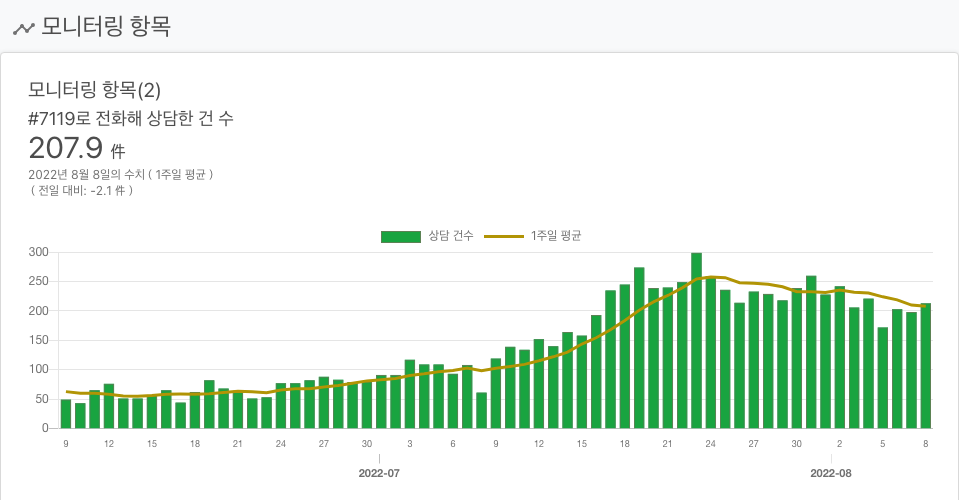 모니터링 항목
모니터링 항목(2)
#7119로 전화해 상담한 건 수
207.9 件
2022년 8월 8일의 수치 ( 1주일 평균 )
( 전일 대비: -2.1 件 )
상담 건수 1주일 평균
300
250
200
150
100
50
0
9 12 15 18 21 24 27 30 3 6 9 12 15 18 21 24 27 30 2 5 8
2022-07 2022-08